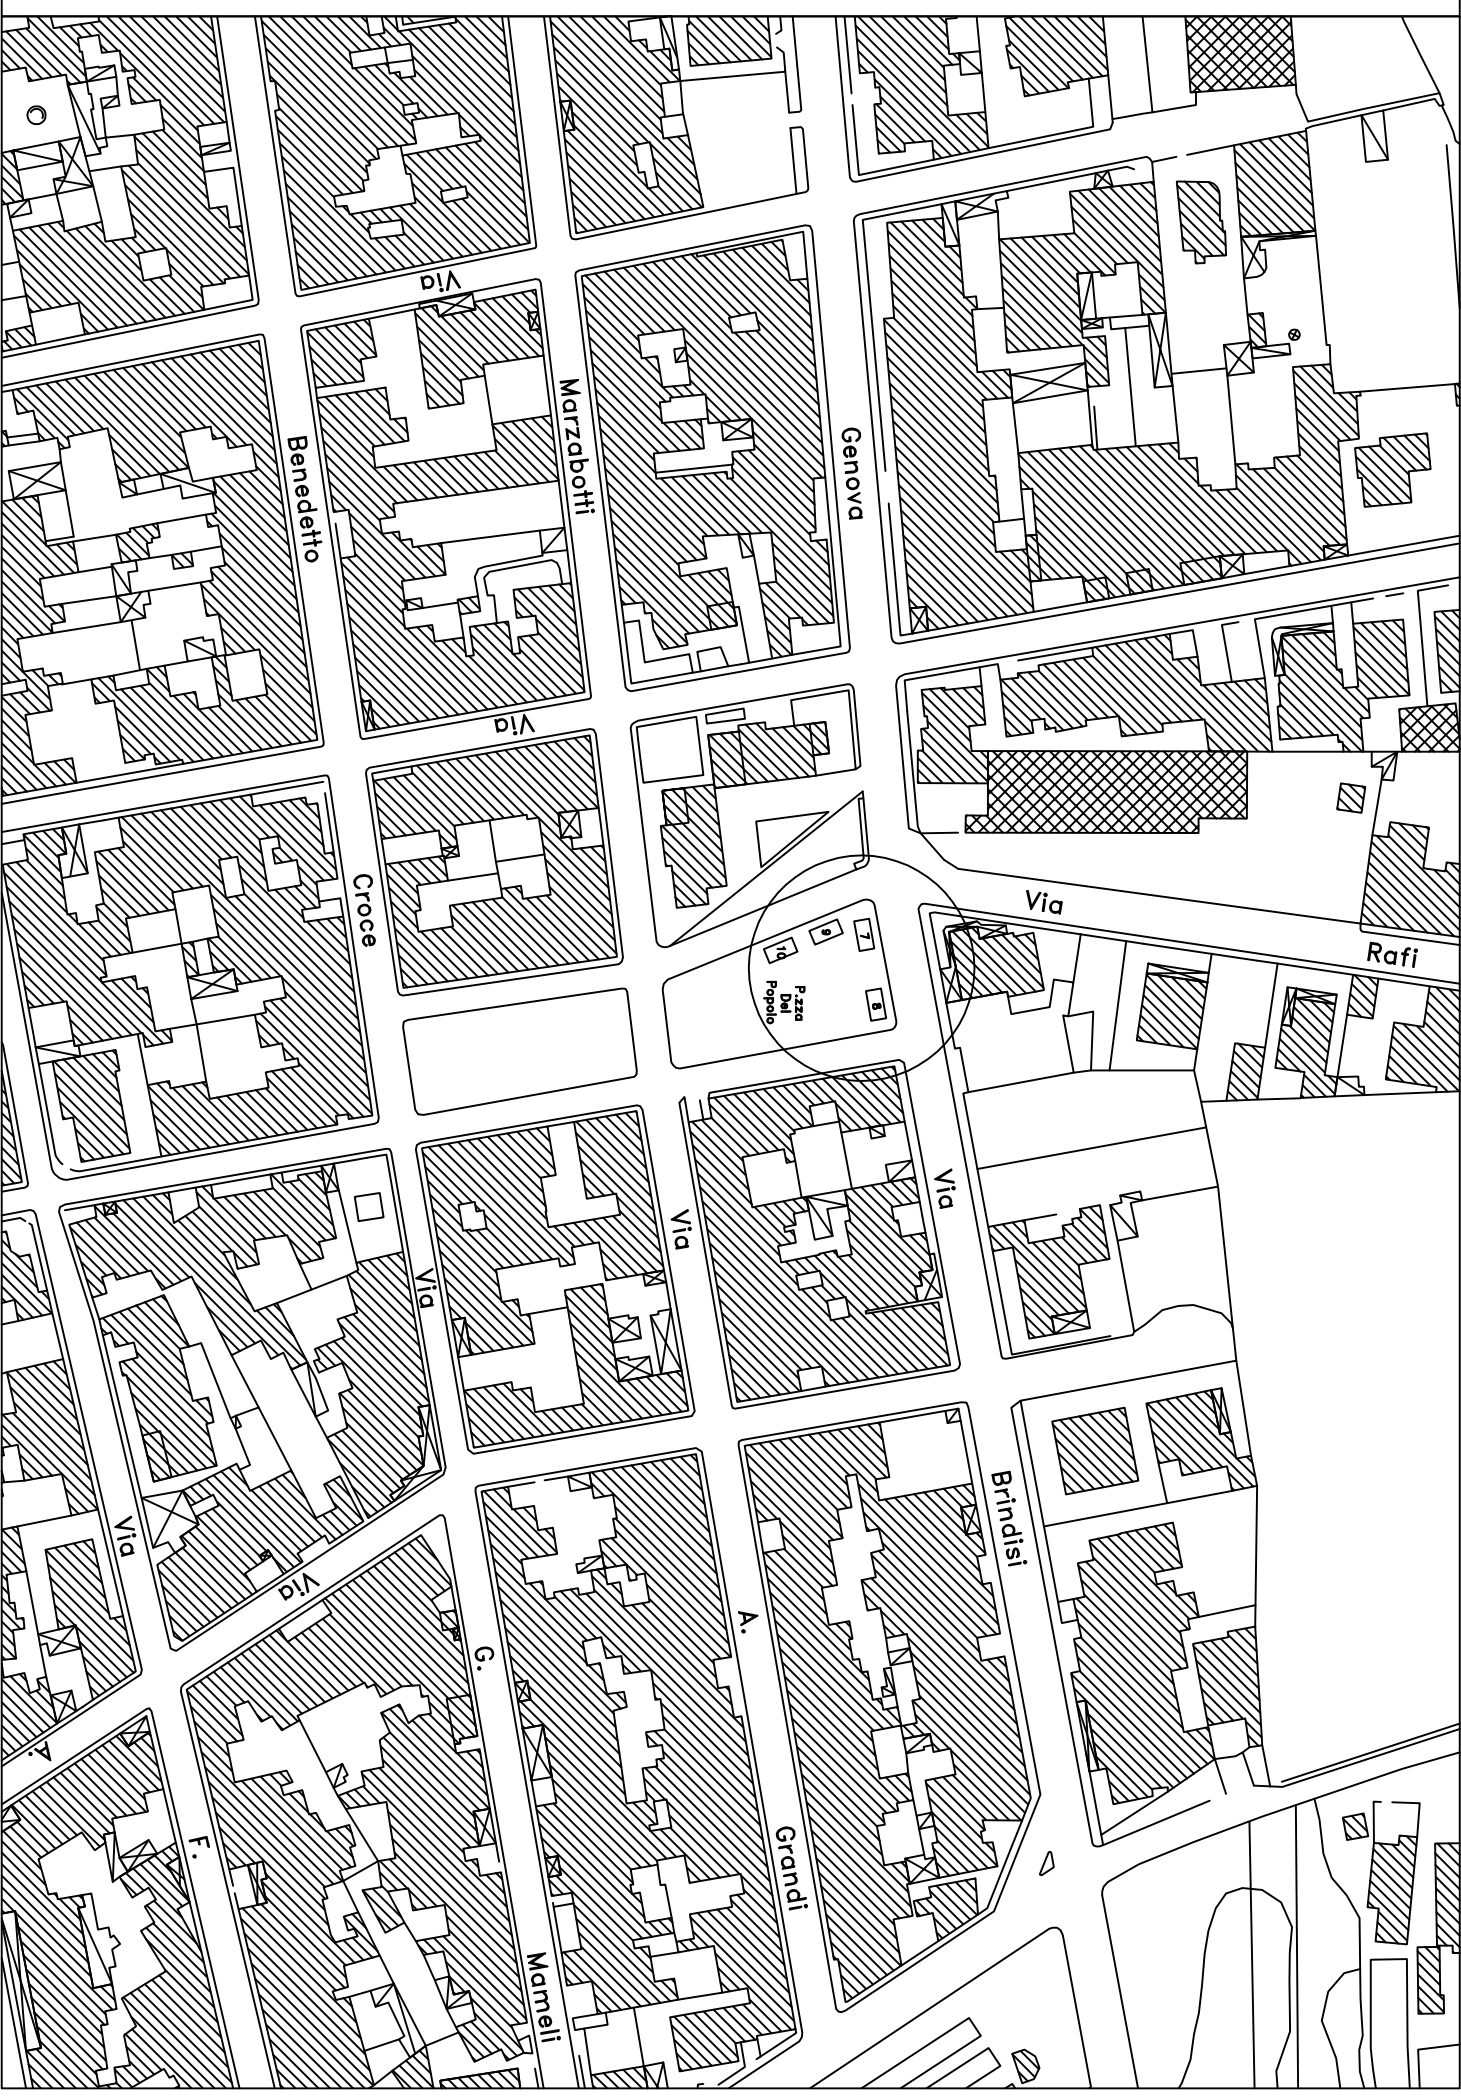 Via
Marzabotti
Genova
Benedetto
Via
Croce
Via
Rafi
7
9
10
8
P.zza
Del
Popolo
Via
Via
Via
Via
Via
Brindisi
A.
G.
A.
F.
Grandi
Mameli